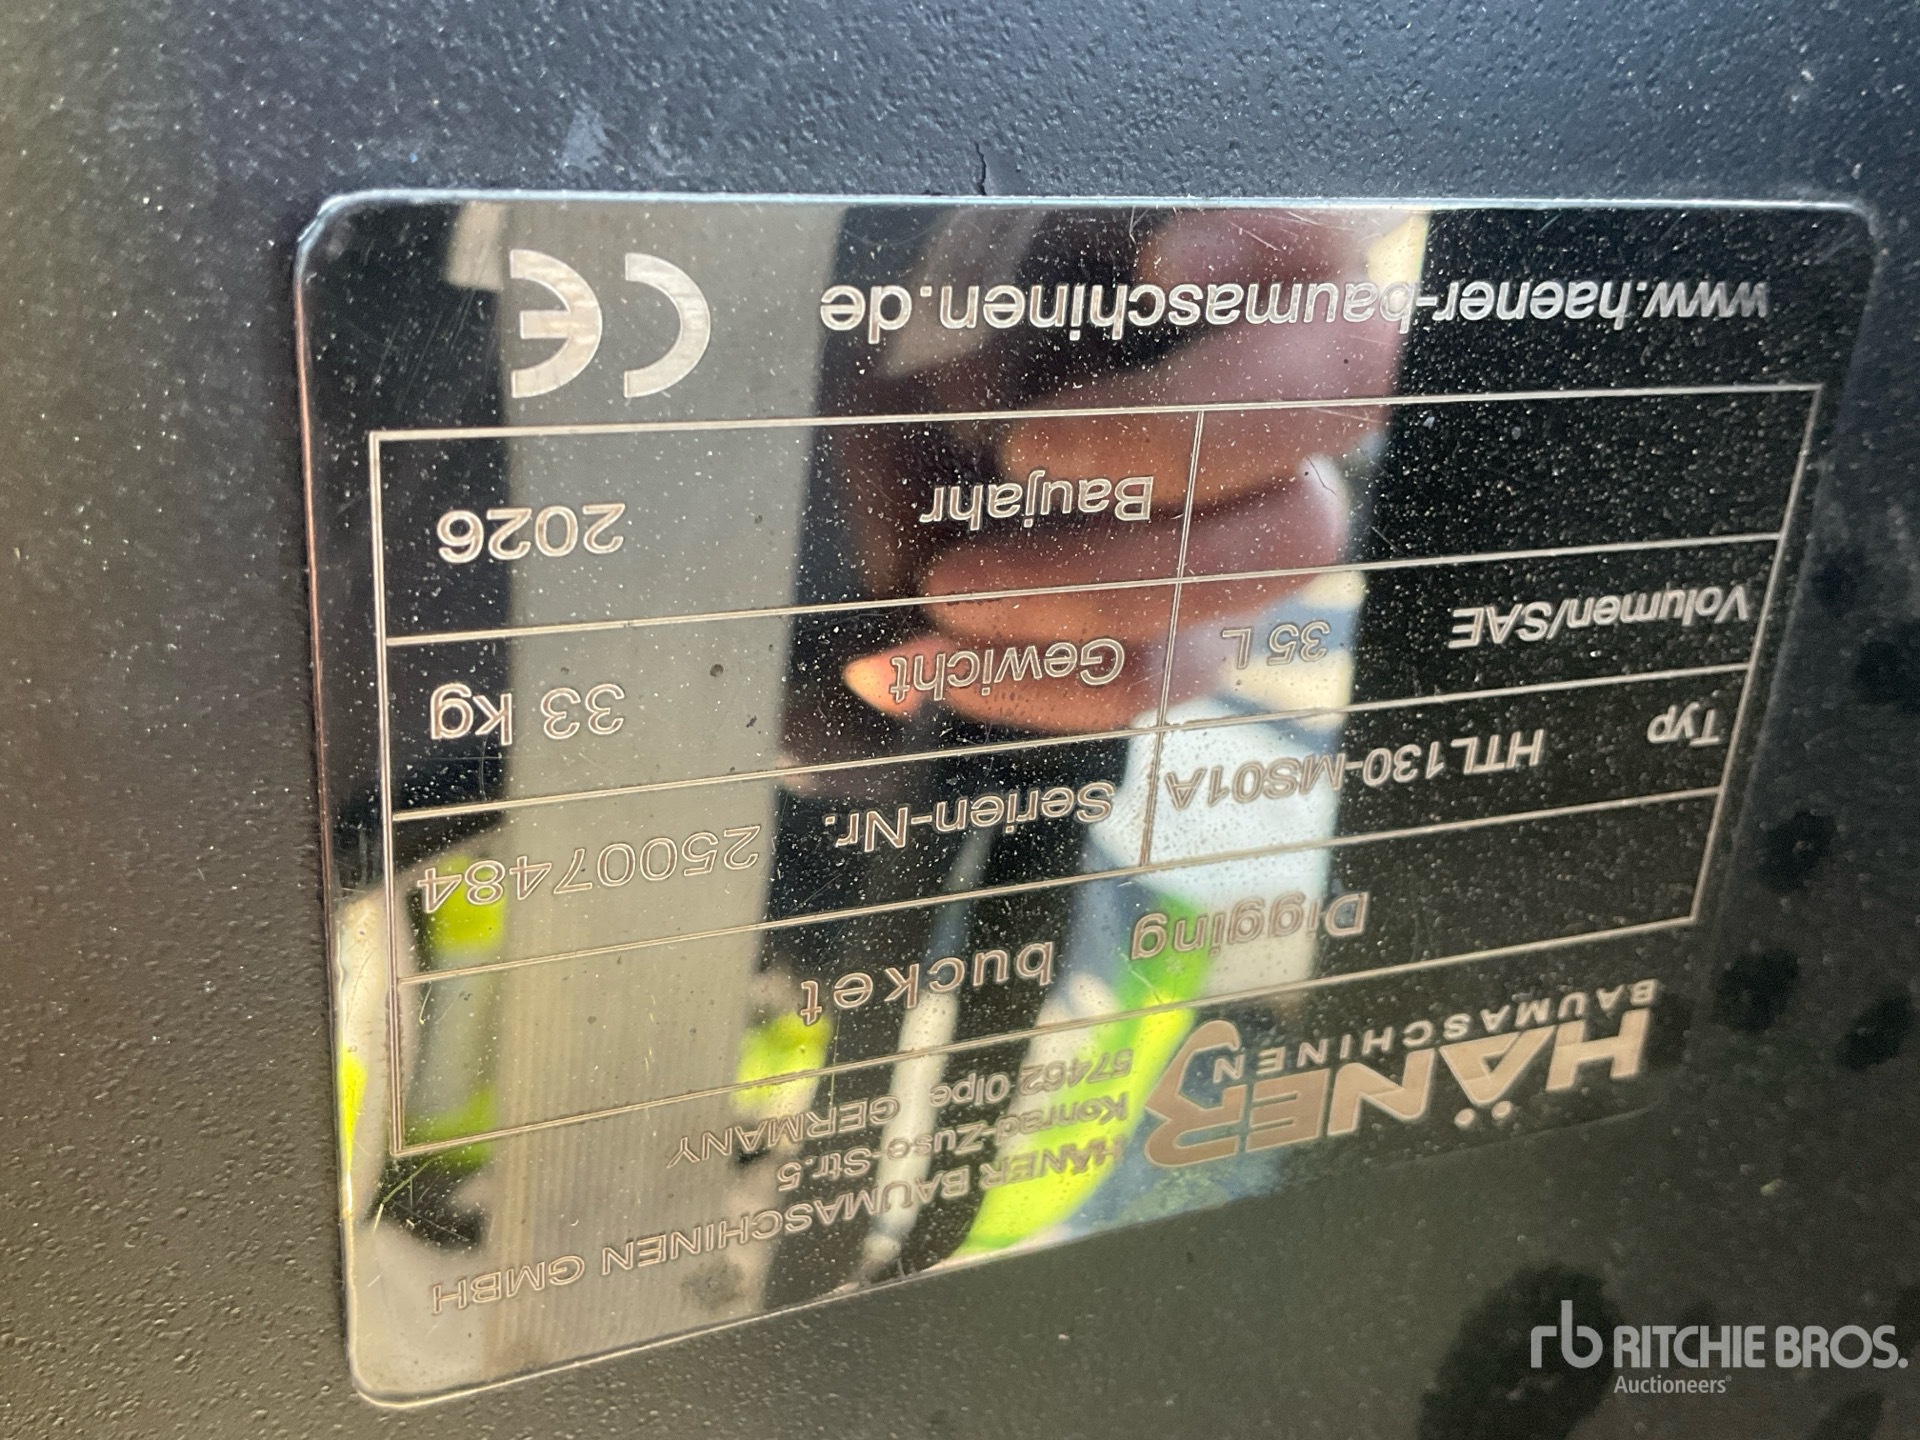 HÄNER
BAUMASCHINEN
HÄNER BAUMASCHINEN GMBH
Konrad-Zuse-Str.5
57462 Olpe GERMANY
Digging bucket
Typ HTL130-MS01A Serien-Nr. 25007484
Volumen/SAE 35 L Gewicht 33 kg
Baujahr 2026
www.haener-baumaschinen.de CE
rb RITCHIE BROS.
Auctioneers